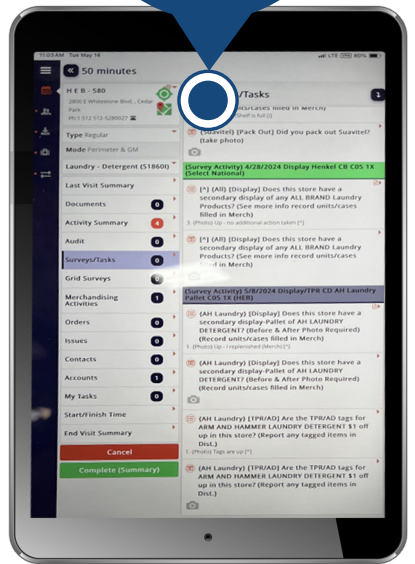 11:03 AM Tue May 14
LTE 80%
50 minutes
/Tasks
H E B - 580
2800 E Whitestone Blvd., Cedar
Park
Ph:1 512 513-5280027
Type Regular
Mode Perimeter & GM
Laundry - Detergent (S1860I)
Last Visit Summary
Documents 0
Activity Summary 4
Audit 0
Surveys/Tasks 0
Grid Surveys
Merchandising
Activities 1
Orders 0
Issues 0
Contacts 0
Accounts 1
My Tasks 0
Start/Finish Time
End Visit Summary
Cancel
Complete (Summary)
units/cases filled in Merch)
Shelf is full [^]
(Suavitel) [Pack Out] Did you pack out Suavitel?
(take photo)
(Survey Activity) 4/28/2024 Display Henkel CB C05 1X
(Select National)
[^] (All) [Display] Does this store have a
secondary display of any ALL BRAND Laundry
Products? (See more info record units/cases
filled in Merch)
3. (Photo) Up - no additional action taken [^]
[^] (All) [Display] Does this store have a
secondary display of any ALL BRAND Laundry
Products? (See more info record units/cases
filled in Merch)
(Survey Activity) 5/8/2024 Display/TPR CD AH Laundry
Pallet C05 1X (HEB)
(AH Laundry) [Display] Does this store have a
secondary display-Pallet of AH LAUNDRY
DETERGENT? (Before & After Photo Required)
(Record units/cases filled in Merch)
1. (Photo) Up - I replenished (Merch) [^]
(AH Laundry) [Display] Does this store have a
secondary display-Pallet of AH LAUNDRY
DETERGENT? (Before & After Photo Required)
(Record units/cases filled in Merch)
(AH Laundry) [TPR/AD] Are the TPR/AD tags for
ARM AND HAMMER LAUNDRY DETERGENT $1 off
up in this store? (Report any tagged items in
Dist.)
1. (Photo) Tags are up [^]
(AH Laundry) [TPR/AD] Are the TPR/AD tags for
ARM AND HAMMER LAUNDRY DETERGENT $1 off
up in this store? (Report any tagged items in
Dist.)